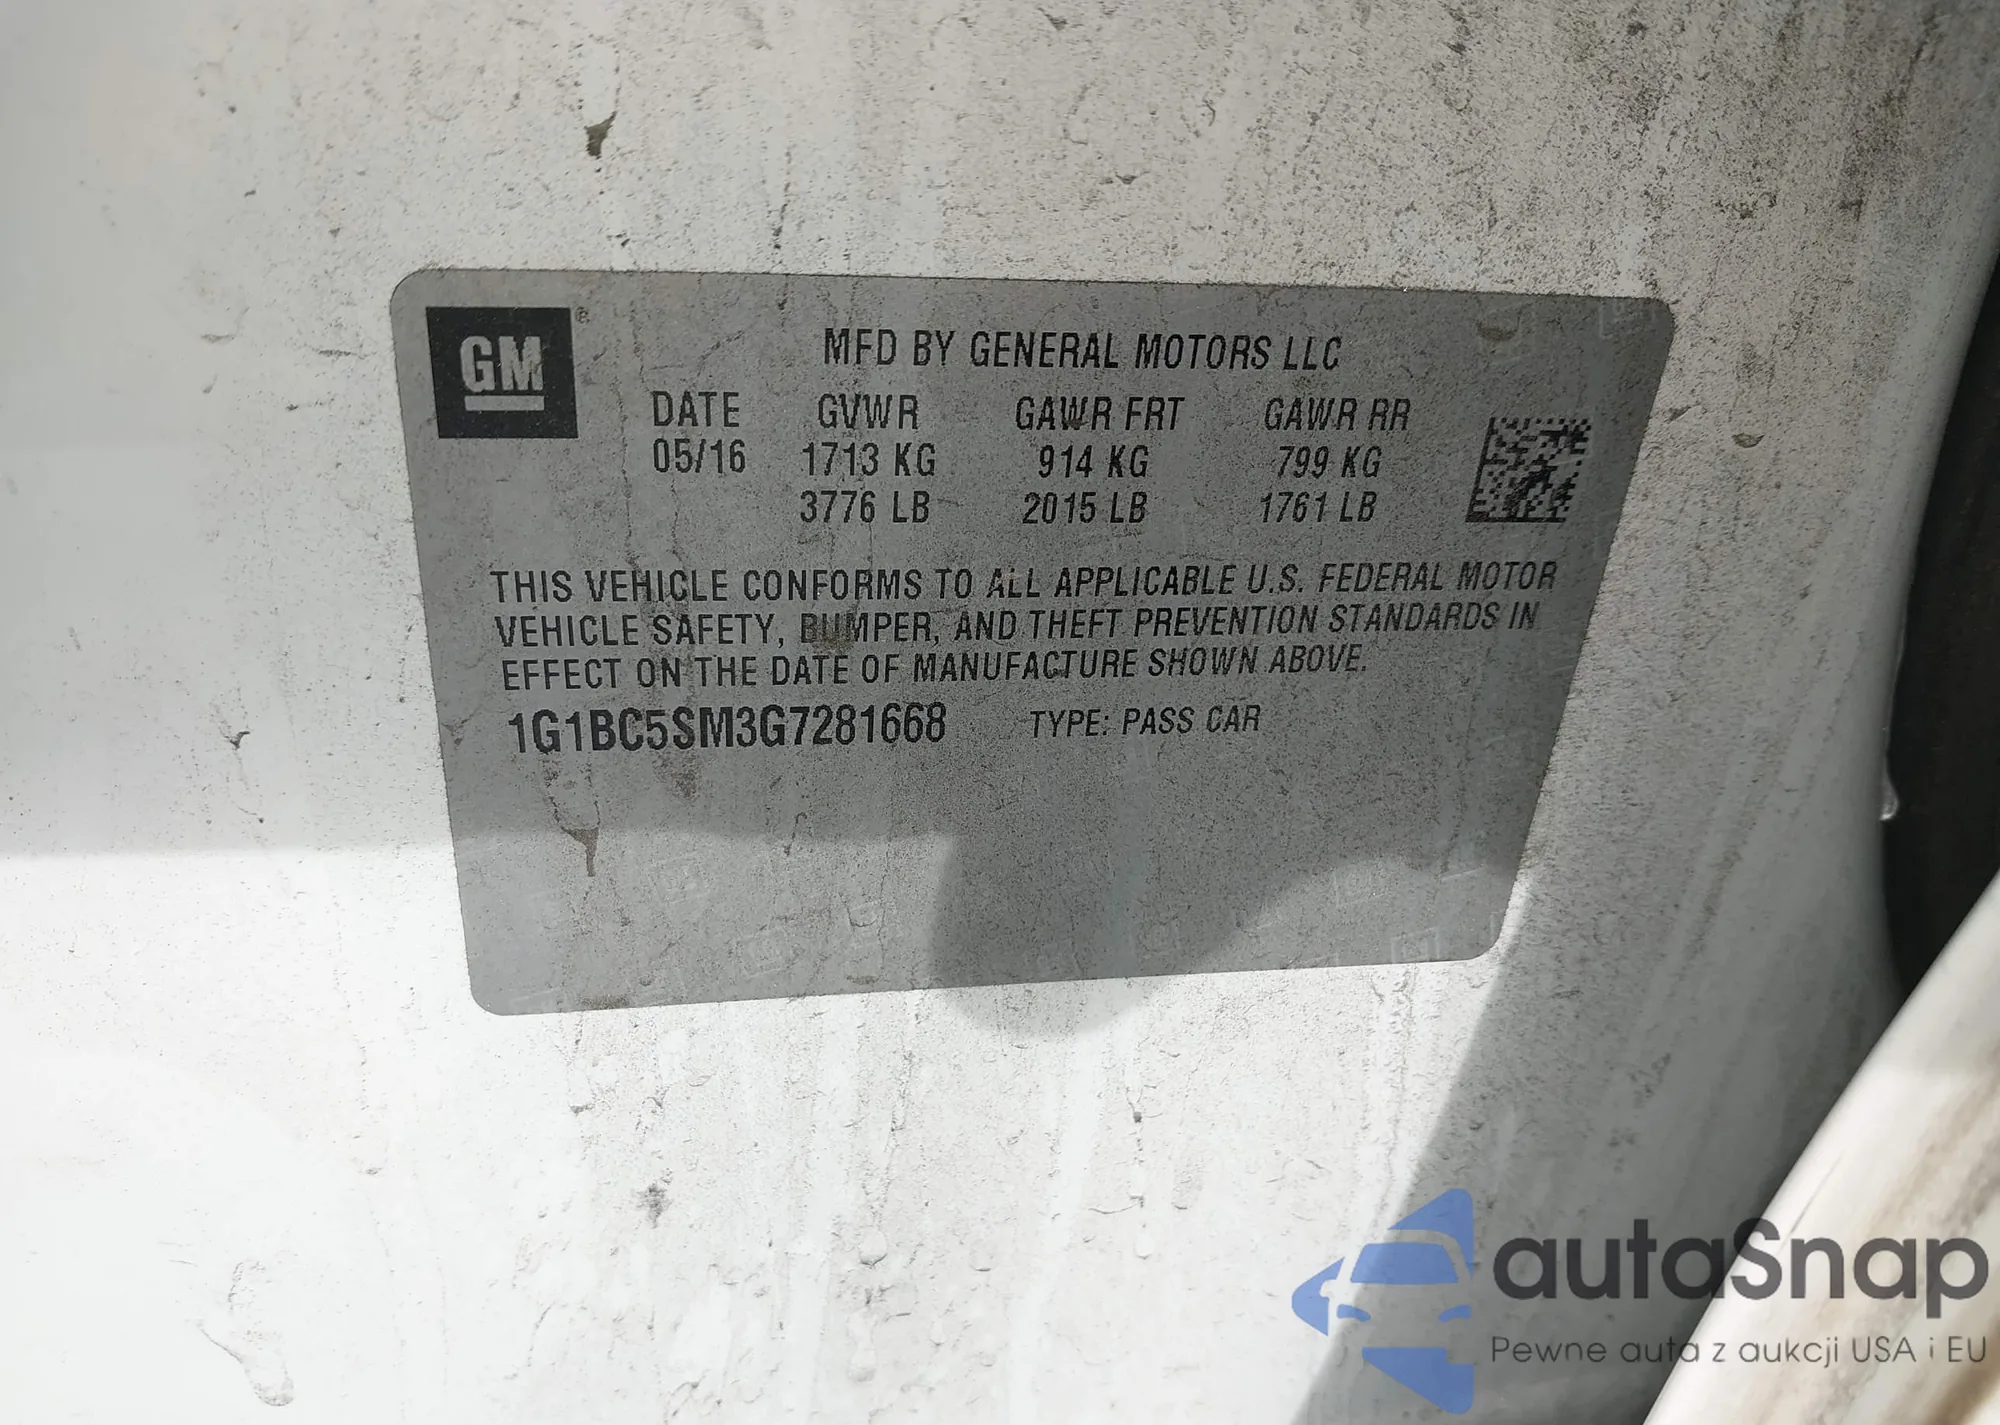 GM ®
MFD BY GENERAL MOTORS LLC
DATE GVWR GAWR FRT GAWR RR
05/16 1713 KG 914 KG 799 KG
3776 LB 2015 LB 1761 LB
THIS VEHICLE CONFORMS TO ALL APPLICABLE U.S. FEDERAL MOTOR
VEHICLE SAFETY, BUMPER, AND THEFT PREVENTION STANDARDS IN
EFFECT ON THE DATE OF MANUFACTURE SHOWN ABOVE.
1G1BC5SM3G7281668 TYPE: PASS CAR
autaSnap
Pewne auta z aukcji USA i EU